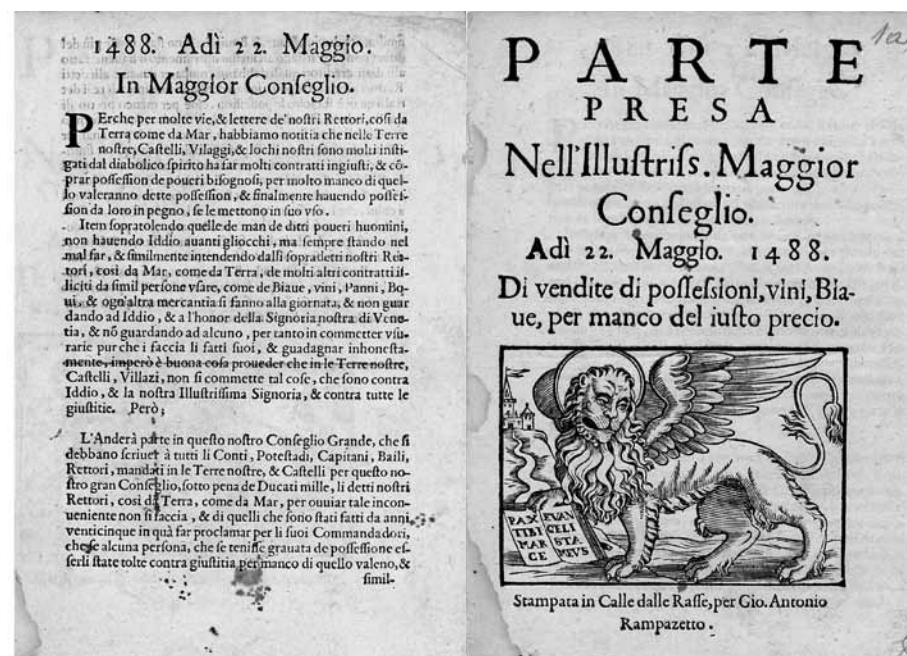 1488. Adì 22. Maggio.
In Maggior Conſeglio.
PErche per molte vie, & lettere de' noſtri Rettori, coſi da
Terra come da Mar, habbiamo notitia che nelle Terre
noſtre, Caſtelli, Vilaggi, & lochi noſtri ſono molti inſti-
gati dal diabolico ſpirito ha far molti contratti ingiuſti, & cō-
prar poſſeſsion de poueri biſognoſi, per molto manco di quel-
lo valeranno dette poſſeſsion, & finalmente hauendo poſſeſ-
ſion da loro in pegno, ſe le mettono in ſuo vſo.
Item ſopratolendo quelle de man de ditti poueri huomini,
non hauendo Iddio auanti gliocchi, ma ſempre ſtando nel
mal far, & ſimilmente intendendo dalli ſopradetti noſtri Ret-
tori, coſi da Mar, come da Terra, de molti altri contratti il-
liciti da ſimil perſone vſare, come de Biaue, vini, Panni, Bo-
ui, & ogn'altra mercantia ſi fanno alla giornata, & non guar
dando ad Iddio, & a l'honor della Signoria noſtra di Vene-
tia, & nō guardando ad alcuno, per tanto in commetter vſu-
rarie pur che i faccia li fatti ſuoi, & guadagnar inhoneſta-
mente, imperò è buona coſa proueder che in le Terre noſtre,
Caſtelli, Villazi, non ſi commette tal coſe, che ſono contra
Iddio, & la noſtra Illuſtriſſima Signoria, & contra tutte le
giuſtitie. Però;
L'Anderà parte in queſto noſtro Conſeglio Grande, che ſi
debbano ſcriuer à tutti li Conti, Poteſtadi, Capitani, Baili,
Rettori, mandati in le Terre noſtre, & Caſtelli per queſto no-
ſtro gran Conſeglio, ſotto pena de Ducati mille, li detti noſtri
Rettori, coſi da Terra, come da Mar, per ouuiar tale incon-
ueniente non ſi faccia, & di quelli che ſono ſtati fatti da anni
venticinque in quà far proclamar per li ſuoi Commandadori,
che ſe alcuna perſona, che ſe teniſſe grauata de poſſeſſione eſ-
ſerli ſtate tolte contra giuſtitia per manco di quello valeno, &
ſimil-
1a
PARTE
PRESA
Nell'Illuſtriſs. Maggior
Conſeglio.
Adì 22. Maggio. 1488.
Di vendite di poſſeſsioni, vini, Bia-
ue, per manco del iuſto precio.
PAX EVAN
TIBI CELI
MAR STA
CE MEVS
Stampata in Calle dalle Raſſe, per Gio. Antonio
Rampazetto.